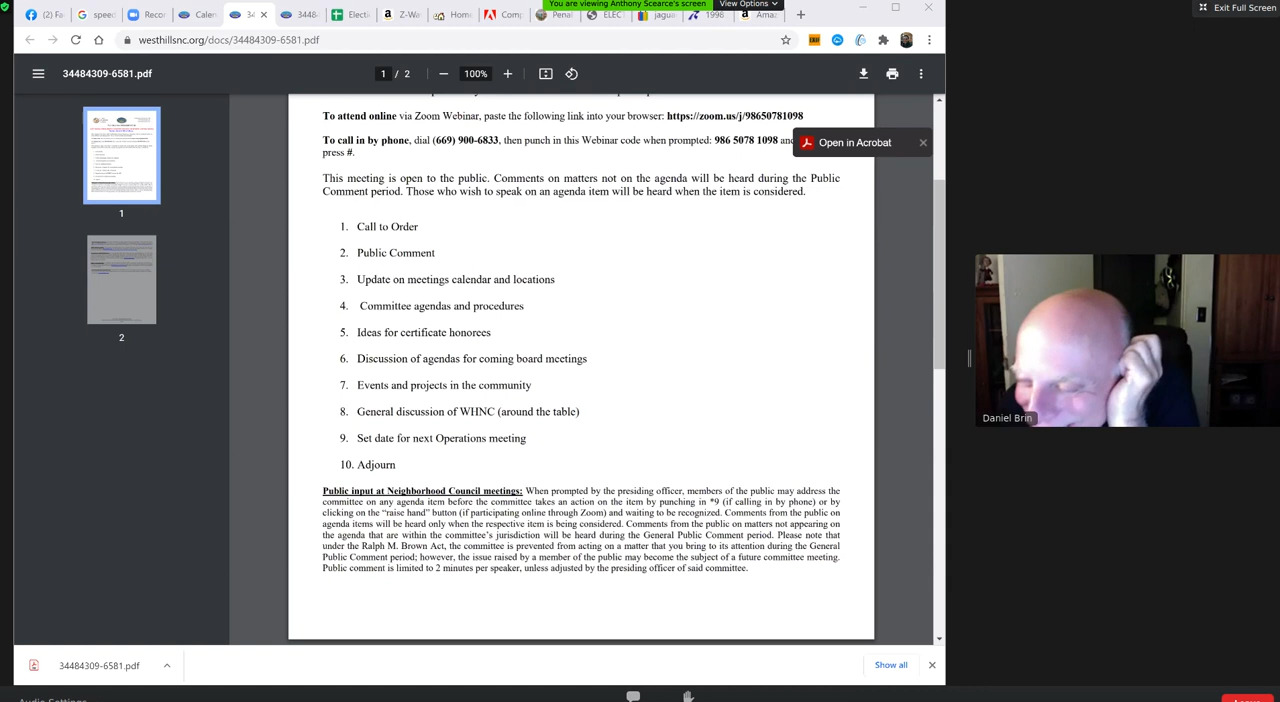 You are viewing Anthony Scearce's screen
View Options
Exit Full Screen
speed
Reco
Cale
34
3448
Elect
C-Wa
Hom
Com
Pena
ELEC
jagua
1998
Ama
westhillsnc.org/docs/34484309-6581.pdf
34484309-6581.pdf
1 / 2
100%
To attend online via Zoom Webinar, paste the following link into your browser: https://zoom.us/j/98650781098
To call in by phone, dial (669) 900-6833, then punch in this Webinar code when prompted: 986 5078 1098 and
press #.
Open in Acrobat
This meeting is open to the public. Comments on matters not on the agenda will be heard during the Public
Comment period. Those who wish to speak on an agenda item will be heard when the item is considered.
1. Call to Order
2. Public Comment
3. Update on meetings calendar and locations
4. Committee agendas and procedures
5. Ideas for certificate honorees
6. Discussion of agendas for coming board meetings
7. Events and projects in the community
8. General discussion of WHNC (around the table)
9. Set date for next Operations meeting
10. Adjourn
Public input at Neighborhood Council meetings: When prompted by the presiding officer, members of the public may address the
committee on any agenda item before the committee takes an action on the item by punching in *9 (if calling in by phone) or by
clicking on the “raise hand” button (if participating online through Zoom) and waiting to be recognized. Comments from the public on
agenda items will be heard only when the respective item is being considered. Comments from the public on matters not appearing on
the agenda that are within the committee’s jurisdiction will be heard during the General Public Comment period. Please note that
under the Ralph M. Brown Act, the committee is prevented from acting on a matter that you bring to its attention during the General
Public Comment period; however, the issue raised by a member of the public may become the subject of a future committee meeting.
Public comment is limited to 2 minutes per speaker, unless adjusted by the presiding officer of said committee.
1
2
Daniel Brin
34484309-6581.pdf
Show all
Audio Settings
Leave